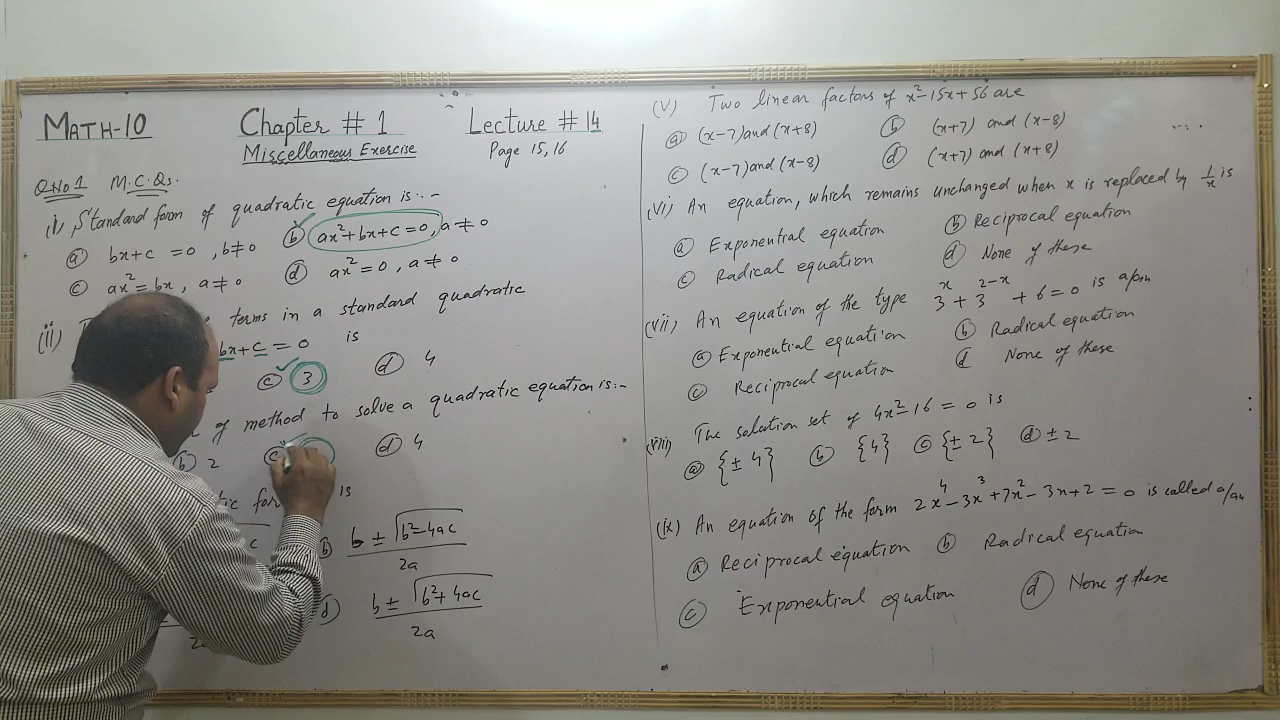 MATH-10 Chapter # 1 Lecture # 14
Miscellaneous Exercise Page 15, 16
Q.No 1 M.C.Qs.
(i) Standard form of quadratic equation is:-
(a) bx+c = 0, b≠0 (b) ax²+bx+c=0, a≠0
(c) ax²=bx, a≠0 (d) ax²=0, a≠0
(ii) terms in a standard quadratic
bx+c = 0 is
(c) 3 (d) 4
of method to solve a quadratic equation is:-
(b) 2 (c) (d) 4
is
(b) b ± √b²-4ac / 2a
(d) b ± √b²+4ac / 2a
(v) Two linear factors of x²-15x+56 are
(a) (x-7) and (x+8) (b) (x+7) and (x-8)
(c) (x-7) and (x-8) (d) (x+7) and (x+8)
(vi) An equation, which remains unchanged when x is replaced by 1/x is
(a) Exponential equation (b) Reciprocal equation
(c) Radical equation (d) None of these
(vii) An equation of the type 3ˣ + 3²⁻ˣ + 6 = 0 is a/an
(a) Exponential equation (b) Radical equation
(c) Reciprocal equation (d) None of these
(viii) The solution set of 4x²-16 = 0 is
(a) {±4} (b) {4} (c) {±2} (d) ±2
(ix) An equation of the form 2x⁴-3x³+7x²-3x+2 = 0 is called a/an
(a) Reciprocal equation (b) Radical equation
(c) Exponential equation (d) None of these